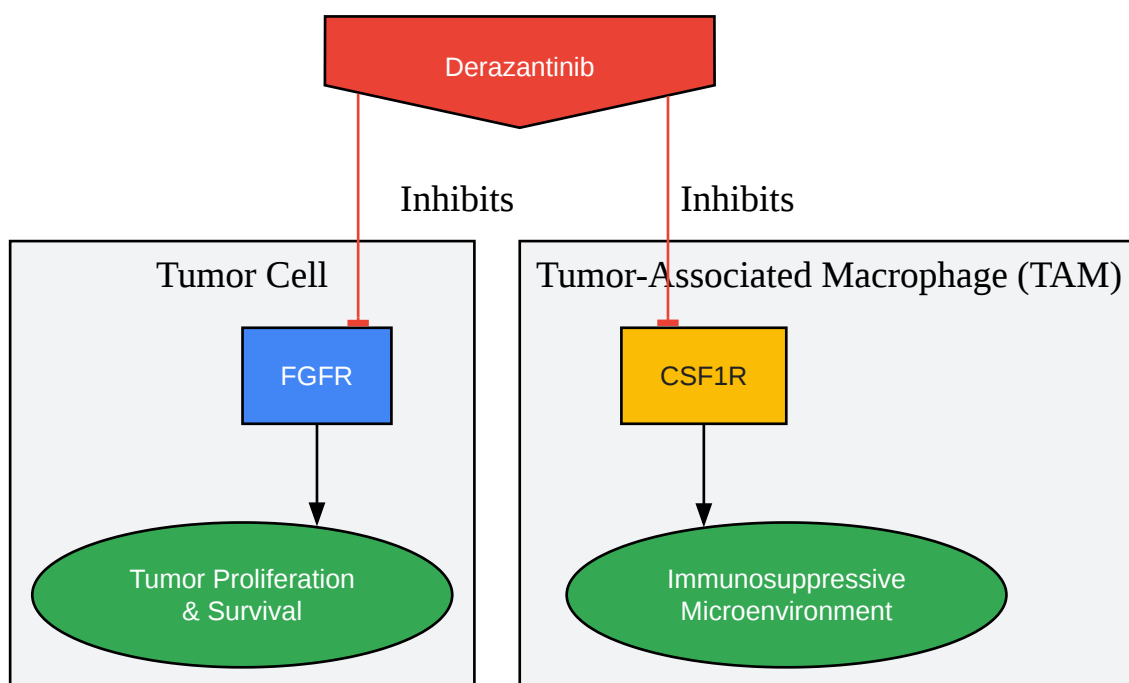 Derazantinib
Inhibits
Inhibits
Tumor Cell
Tumor-Associated Macrophage (TAM)
FGFR
CSF1R
Tumor Proliferation
& Survival
Immunosuppressive
Microenvironment